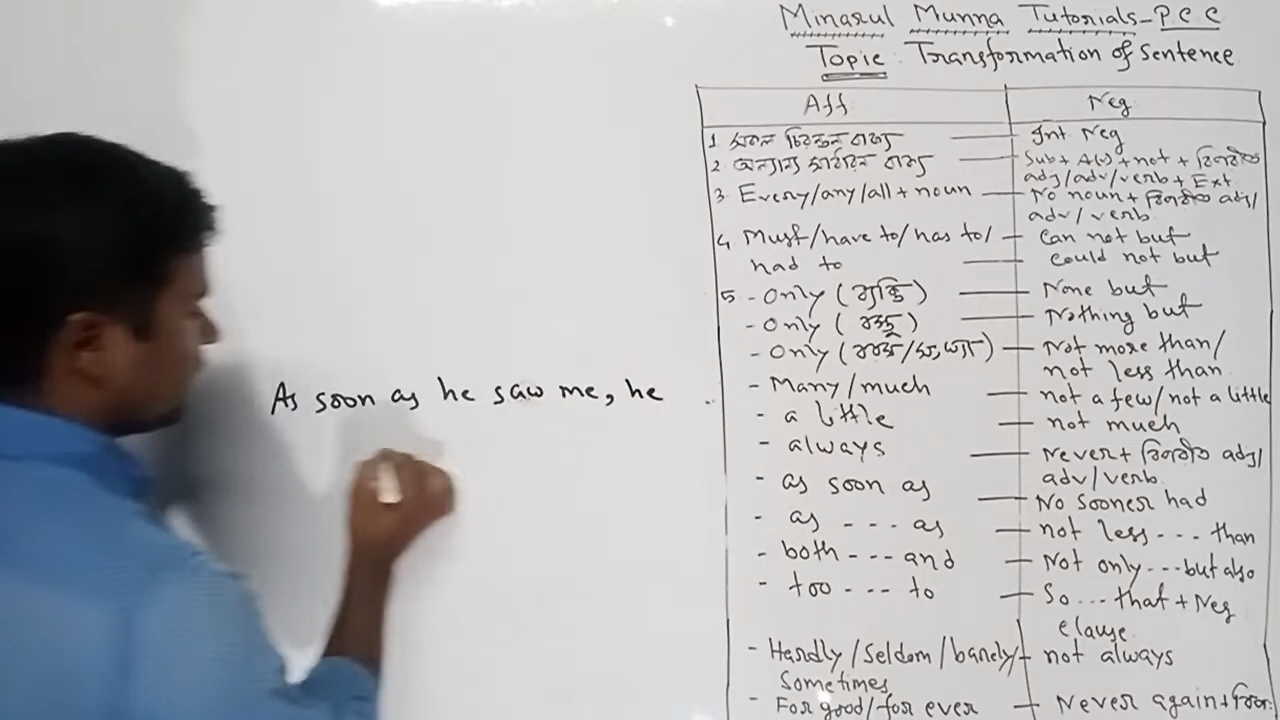 Minarul Munna Tutorials-PCC
Topic: Transformation of Sentence
Aff Neg
1. সকল চিরন্তন বাক্য — Int Neg
2. অন্যান্য সাধারন বাক্য — Sub + A(v) + not + বিপরীত
adj/adv/verb + Ext.
3. Every/any/all + noun — No noun + বিপরীত adj/
adv/verb
4. Must/have to/has to/ — Can not but
had to — Could not but
5 - Only (ব্যক্তি) — None but
- Only (বস্তু) — Nothing but
- Only (বয়স/সংখ্যা) — Not more than/
not less than
- Many/much — not a few/not a little
- a little — not much
- always — Never + বিপরীত adj/
adv/verb.
- as soon as — No sooner had
- as --- as — not less --- than
- both --- and — Not only --- but also
- too --- to — So --- that + Neg
clause.
- Hardly/Seldom/barely/ — not always
Sometimes
- For good/for ever — Never again +
As soon as he saw me, he